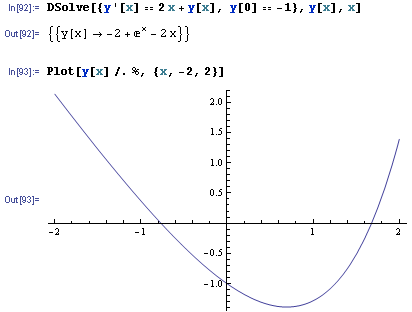 In[92]:= DSolve[{y'[x] == 2 x + y[x], y[0] == -1}, y[x], x]
Out[92]= {{y[x] → -2 + ⅇ^x - 2 x}}
In[93]:= Plot[y[x] /. %, {x, -2, 2}]
2.0
1.5
1.0
0.5
Out[93]=
-2 -1 1 2
-0.5
-1.0